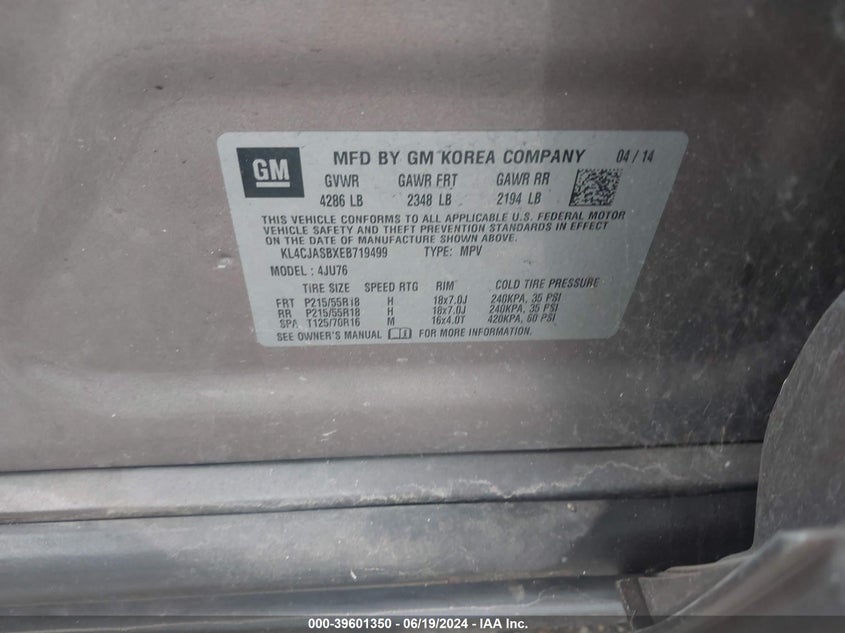 GM
MFD BY GM KOREA COMPANY 04 / 14
GVWR GAWR FRT GAWR RR
4286 LB 2348 LB 2194 LB
THIS VEHICLE CONFORMS TO ALL APPLICABLE U.S. FEDERAL MOTOR
VEHICLE SAFETY AND THEFT PREVENTION STANDARDS IN EFFECT
ON THE DATE OF MANUFACTURE SHOWN ABOVE.
KL4CJASBXEB719499 TYPE: MPV
MODEL : 4JU76
TIRE SIZE SPEED RTG RIM COLD TIRE PRESSURE
FRT P215/55R18 H 18x7.0J 240KPA, 35 PSI
RR P215/55R18 H 18x7.0J 240KPA, 35 PSI
SPA T125/70R16 M 16x4.0T 420KPA, 60 PSI
SEE OWNER'S MANUAL FOR MORE INFORMATION.
000-39601350 - 06/19/2024 - IAA Inc.